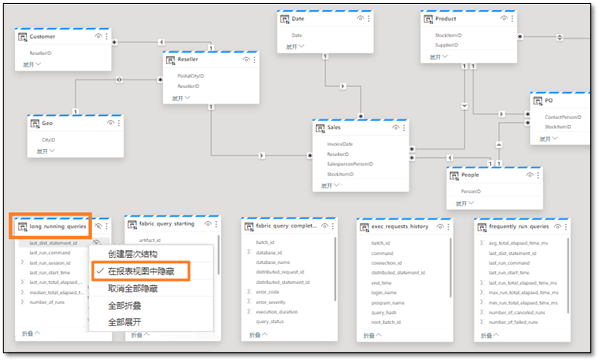 Customer
ResellerID
展开
Geo
CityID
展开
Reseller
PostalCityID
ResellerID
展开
Date
Date
展开
Sales
InvoiceDate
ResellerID
SalespersonPersonID
StockItemID
折叠
Product
StockItemID
SupplierID
展开
PO
ContactPersonID
StockItemID
展开
People
PersonID
展开
long_running_queries
last_dist_statement_id
last_run_command
last_run_session_id
last_run_start_time
last_run_total_elapsed_...
median_total_elapsed_t...
number_of_runs
折叠
创建层次结构
在报表视图中隐藏
取消全部隐藏
全部折叠
全部展开
fabric_query_starting
artifact_id
fabric_query_complet...
batch_id
database_id
database_name
distributed_request_id
distributed_statement_id
error_code
error_severity
execution_duration
query_status
折叠
exec_requests_history
batch_id
command
connection_id
distributed_statement_id
end_time
login_name
program_name
query_hash
root_batch_id
折叠
frequently_run_queries
avg_total_elapsed_time_ms
last_dist_statement_id
last_run_command
last_run_start_time
last_run_total_elapsed_time_ms
max_run_total_elapsed_time_ms
min_run_total_elapsed_time_ms
number_of_canceled_runs
number_of_failed_runs
折叠